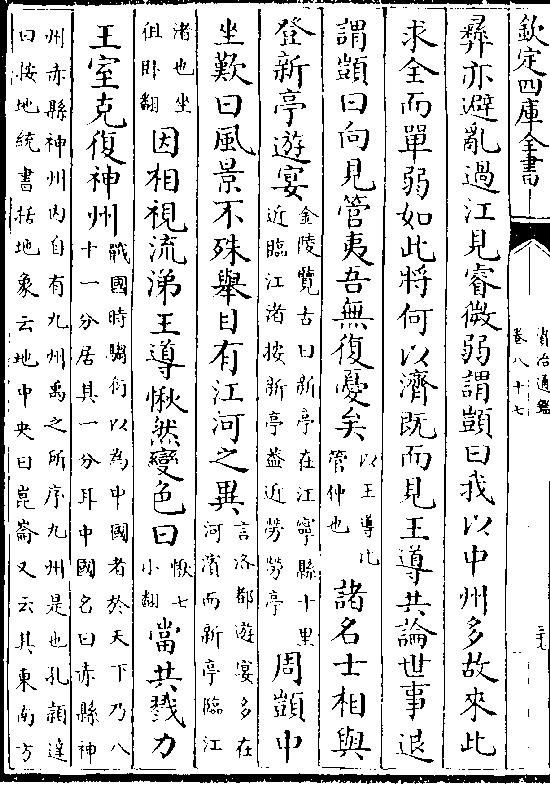 欽定四庫全書
資治通鑑
卷八十七
彛亦避亂過江見睿微弱謂顗曰我以中州多故來此
求全而單弱如此將何以濟既而見王導共論世事退
謂顗曰向見管夷吾無復憂矣以王導比管仲也諸名士相與
登新亭遊宴金陵覽古曰新亭在江寧縣十里近臨江渚按新亭葢近勞勞亭周顗中
坐歎曰風景不殊舉目有江河之異言洛都遊宴多在河濱而新亭臨江
渚也坐徂卧翻因相視流涕王導愀然變色曰愀七小翻當共戮力
王室克復神州戰國時騶衍以為中國者於天下乃八十一分居其一分耳中國名曰赤縣神
州赤縣神州内自有九州禹之所序九州是也孔頴達曰按地統書括地象云地中央曰崑崙又云其東南方